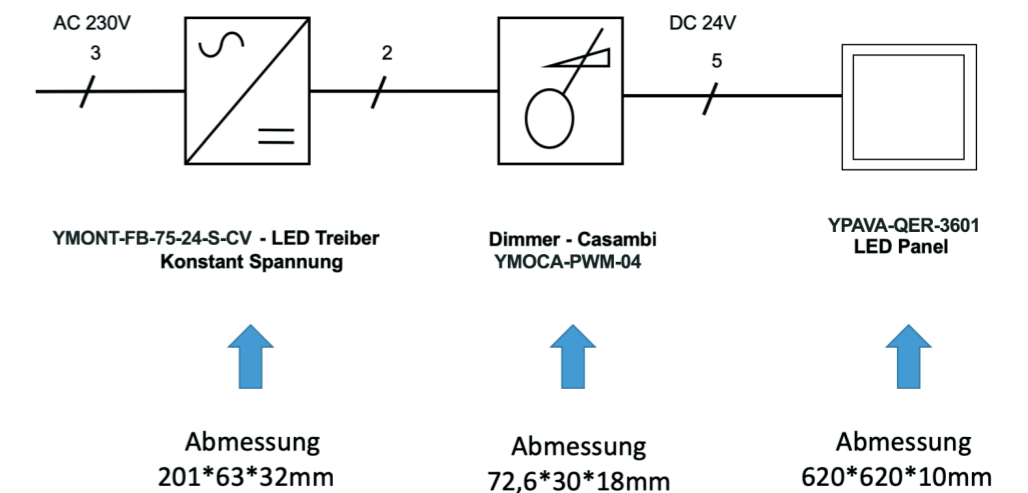 AC 230V
3
2
DC 24V
5
YMONT-FB-75-24-S-CV - LED Treiber
Konstant Spannung
Dimmer - Casambi
YMOCA-PWM-04
YPAVA-QER-3601
LED Panel
Abmessung
201*63*32mm
Abmessung
72,6*30*18mm
Abmessung
620*620*10mm